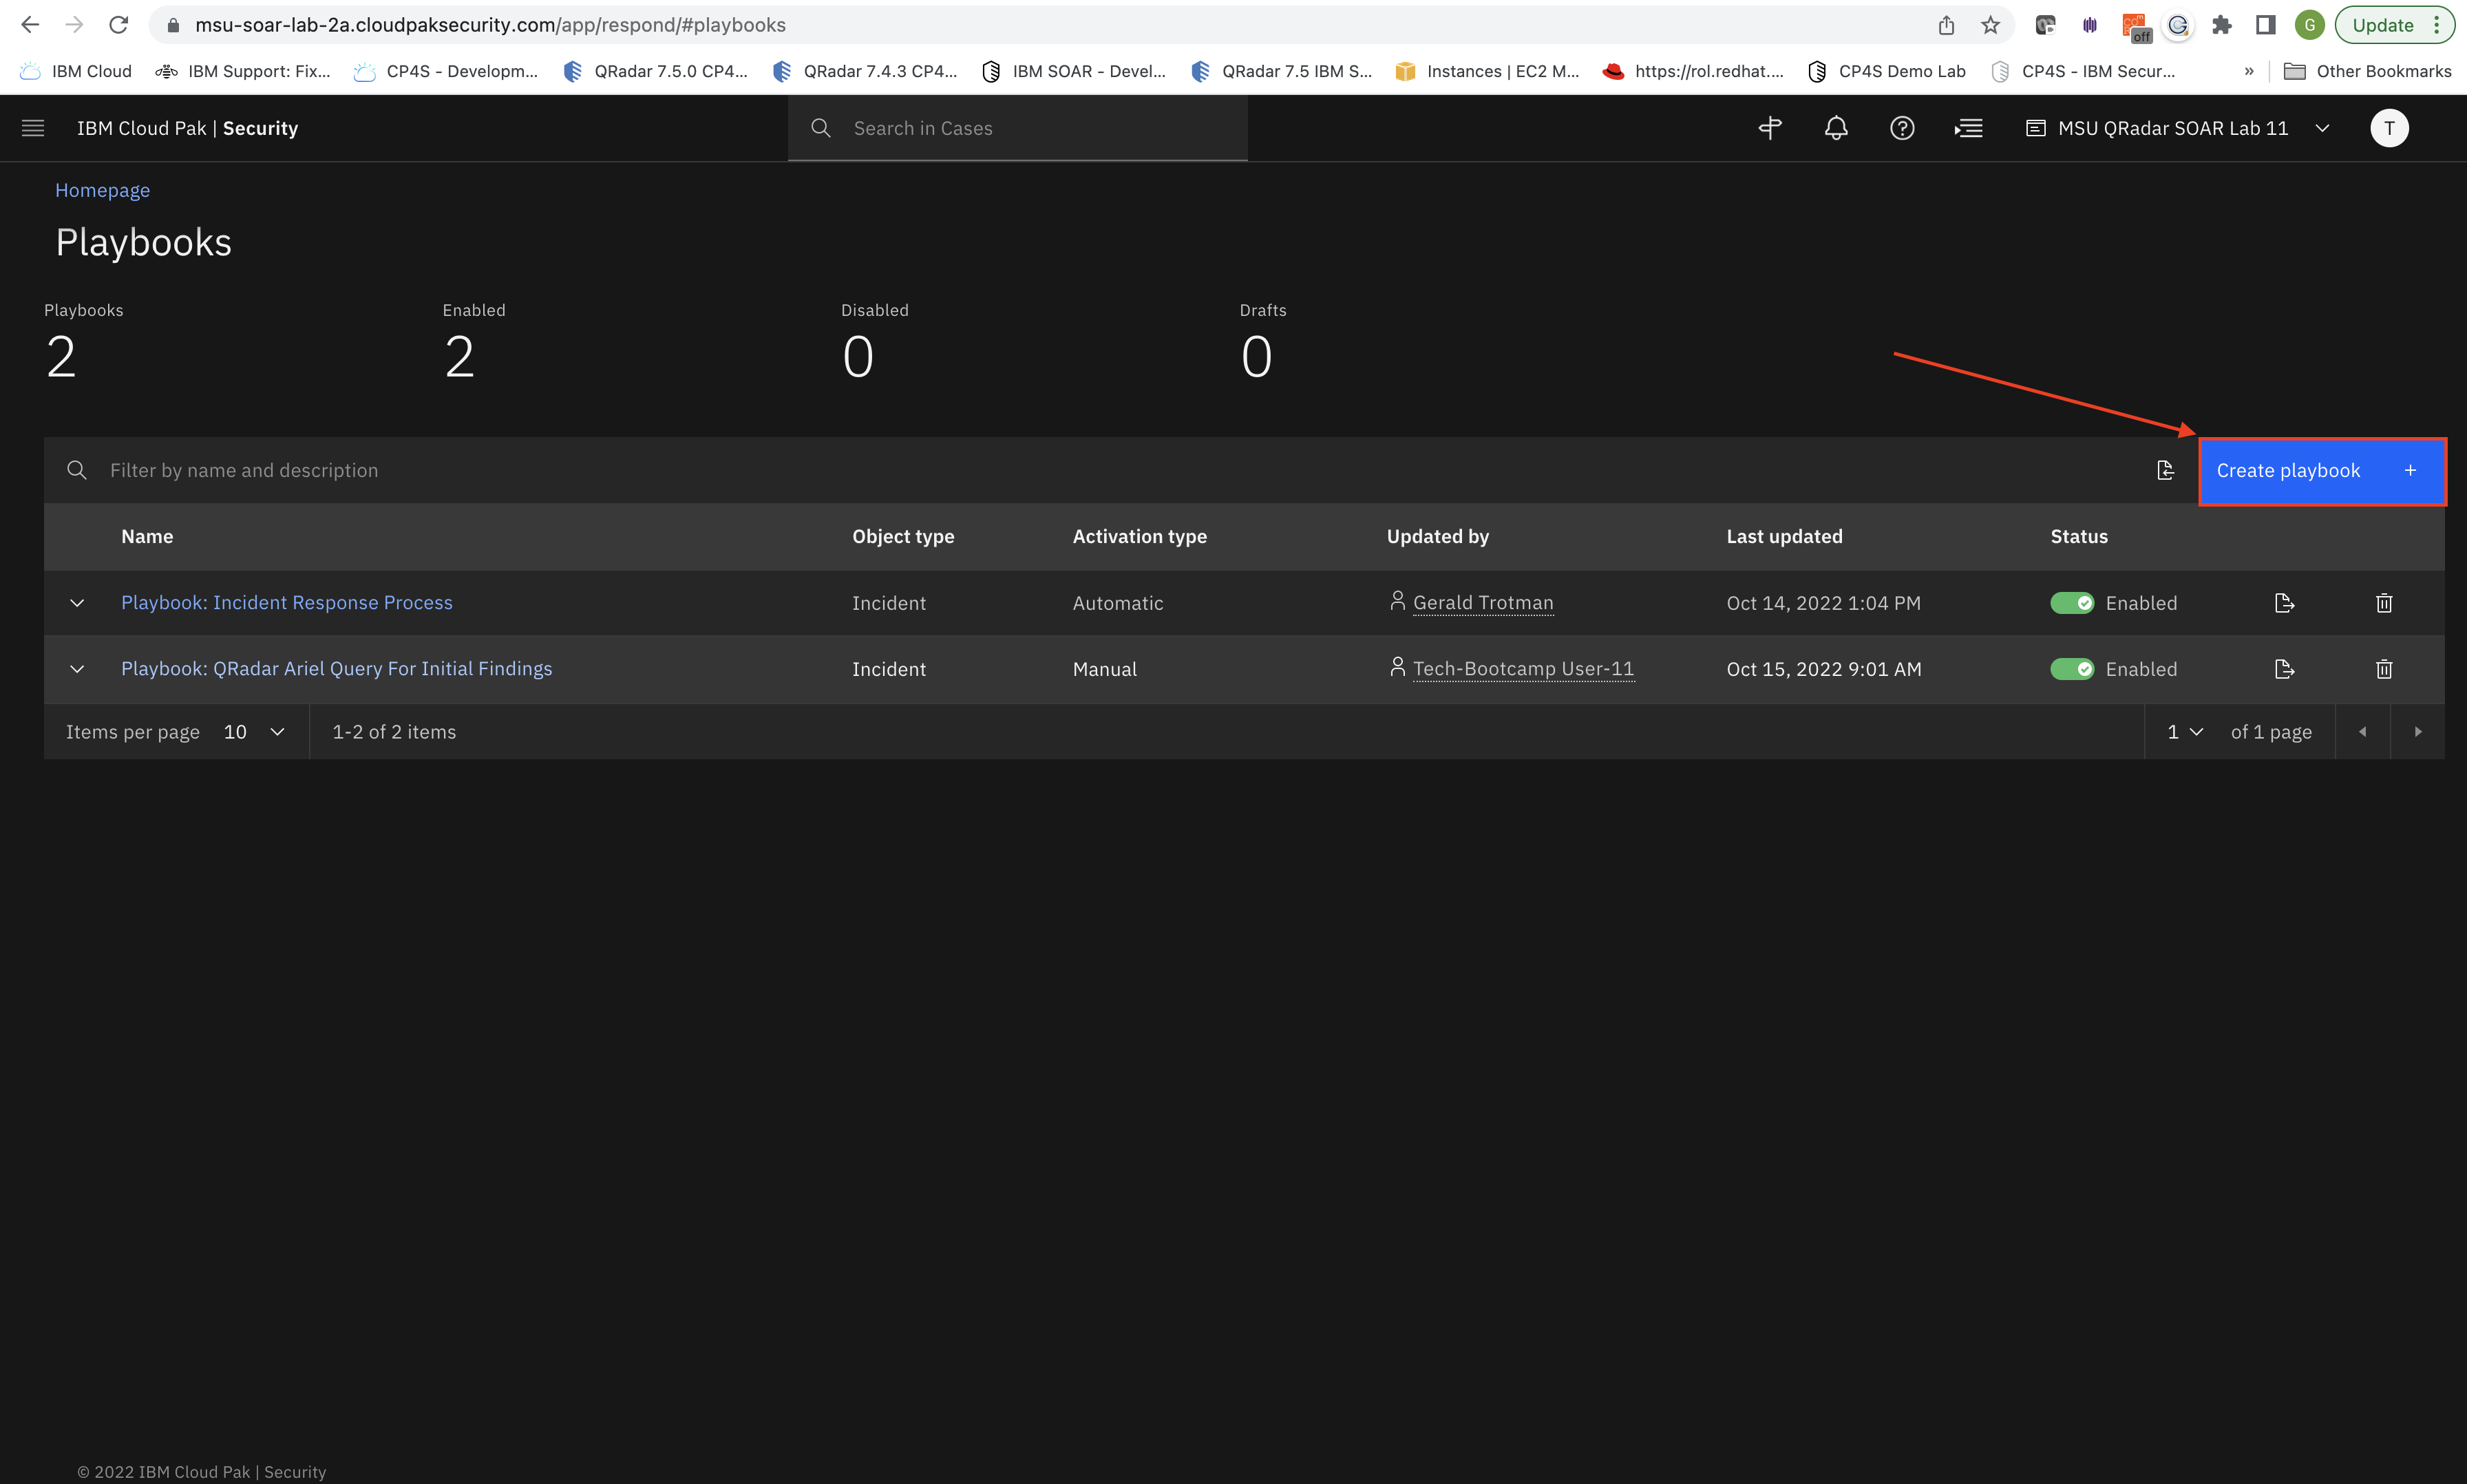 msu-soar-lab-2a.cloudpaksecurity.com/app/respond/#playbooks
off
G
Update
IBM Cloud
IBM Support: Fix...
CP4S - Developm...
QRadar 7.5.0 CP4...
QRadar 7.4.3 CP4...
IBM SOAR - Devel...
QRadar 7.5 IBM S...
Instances | EC2 M...
https://rol.redhat....
CP4S Demo Lab
CP4S - IBM Secur...
»
Other Bookmarks
IBM Cloud Pak | Security
Search in Cases
MSU QRadar SOAR Lab 11
T
Homepage
Playbooks
Playbooks Enabled Disabled Drafts
2 2 0 0
Filter by name and description
Create playbook +
Name Object type Activation type Updated by Last updated Status
Playbook: Incident Response Process Incident Automatic Gerald Trotman Oct 14, 2022 1:04 PM Enabled
Playbook: QRadar Ariel Query For Initial Findings Incident Manual Tech-Bootcamp User-11 Oct 15, 2022 9:01 AM Enabled
Items per page 10 1-2 of 2 items 1 of 1 page
© 2022 IBM Cloud Pak | Security